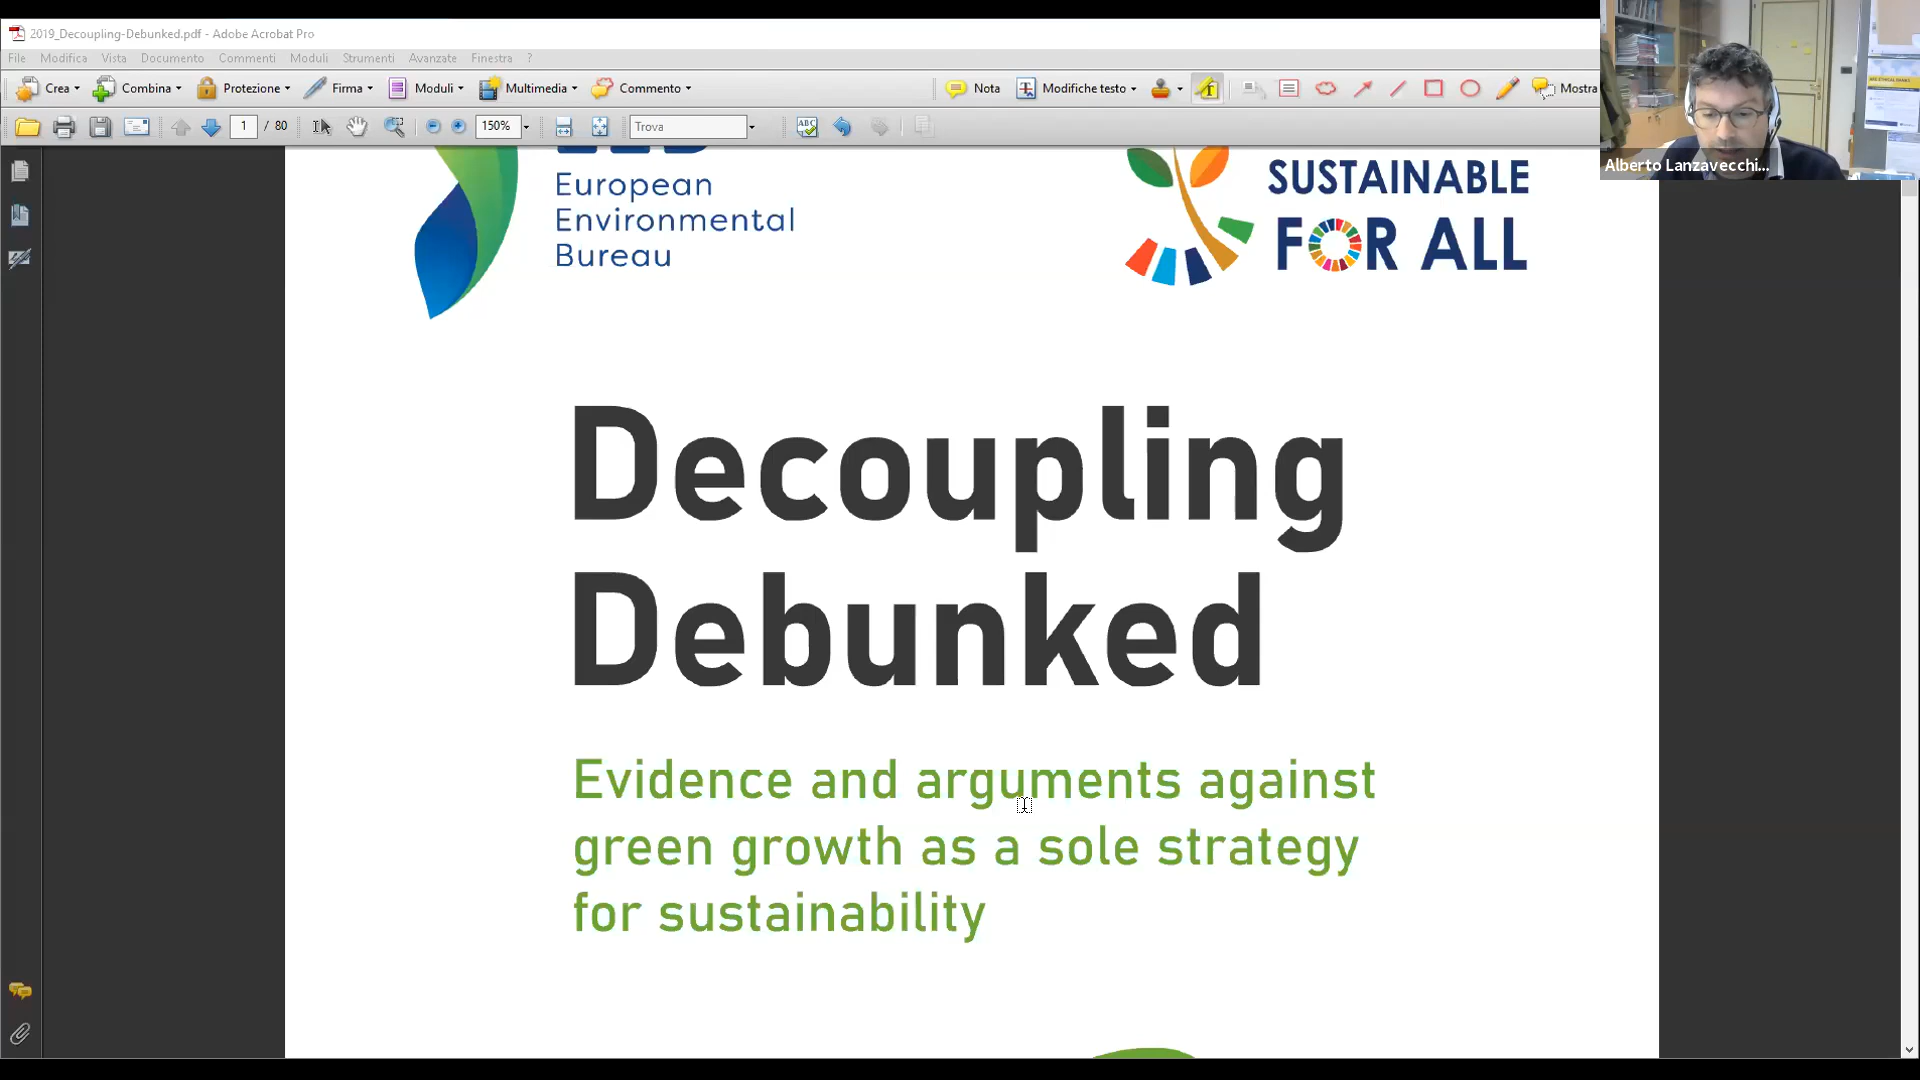 2019_Decoupling-Debunked.pdf - Adobe Acrobat Pro
File Modifica Vista Documento Commenti Moduli Strumenti Avanzate Finestra ?
Crea Combina Protezione Firma Moduli Multimedia Commento Nota Modifiche testo Mostra
1 / 80 150% Trova
Alberto Lanzavecchi...
European
Environmental
Bureau
SUSTAINABLE
FOR ALL
Decoupling
Debunked
Evidence and arguments against
green growth as a sole strategy
for sustainability